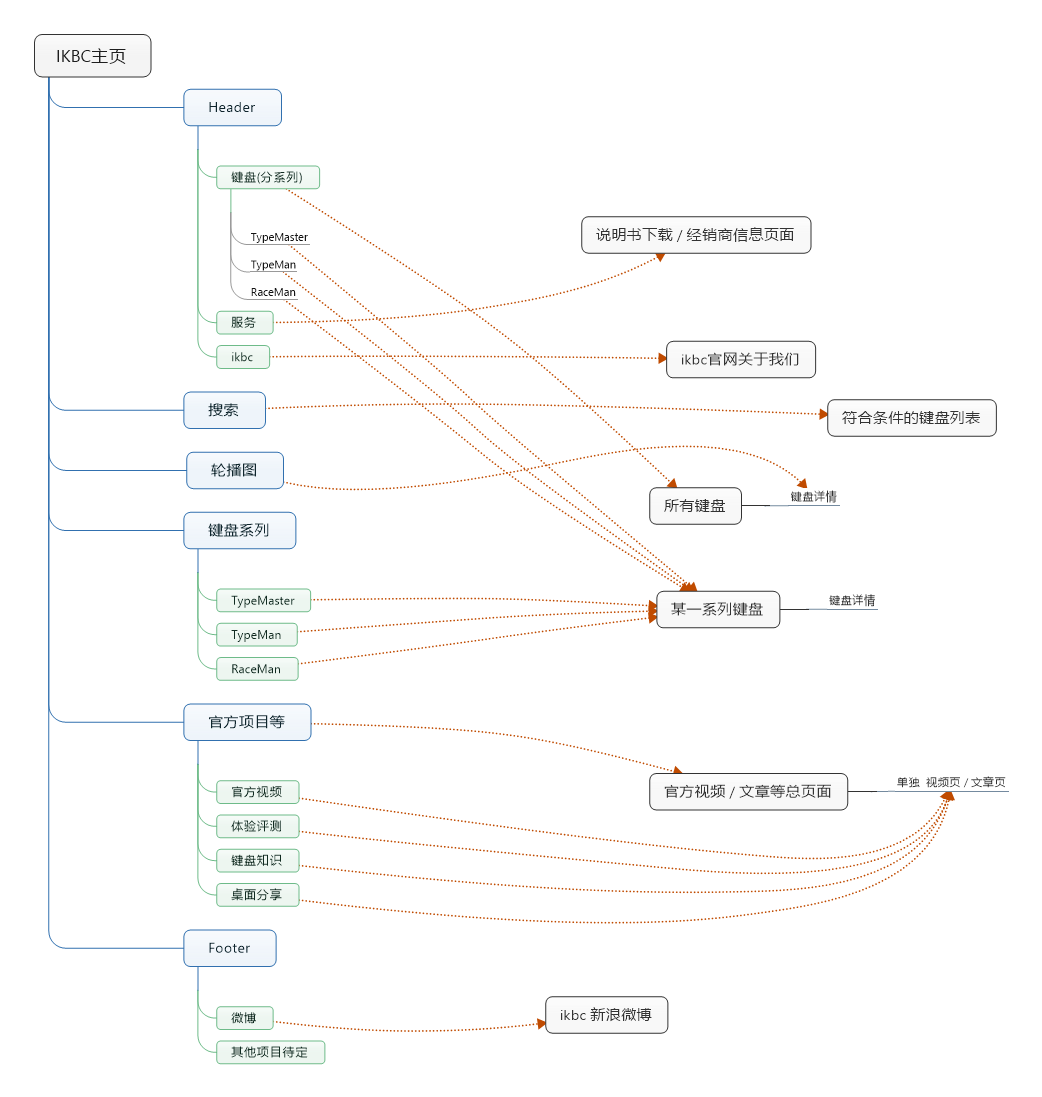 IKBC主页
Header
键盘(分系列)
TypeMaster
TypeMan
RaceMan
服务
ikbc
说明书下载 / 经销商信息页面
ikbc官网关于我们
搜索
符合条件的键盘列表
轮播图
所有键盘
键盘详情
键盘系列
TypeMaster
TypeMan
RaceMan
某一系列键盘
键盘详情
官方项目等
官方视频
体验评测
键盘知识
桌面分享
官方视频 / 文章等总页面
单独 视频页 / 文章页
Footer
微博
其他项目待定
ikbc 新浪微博